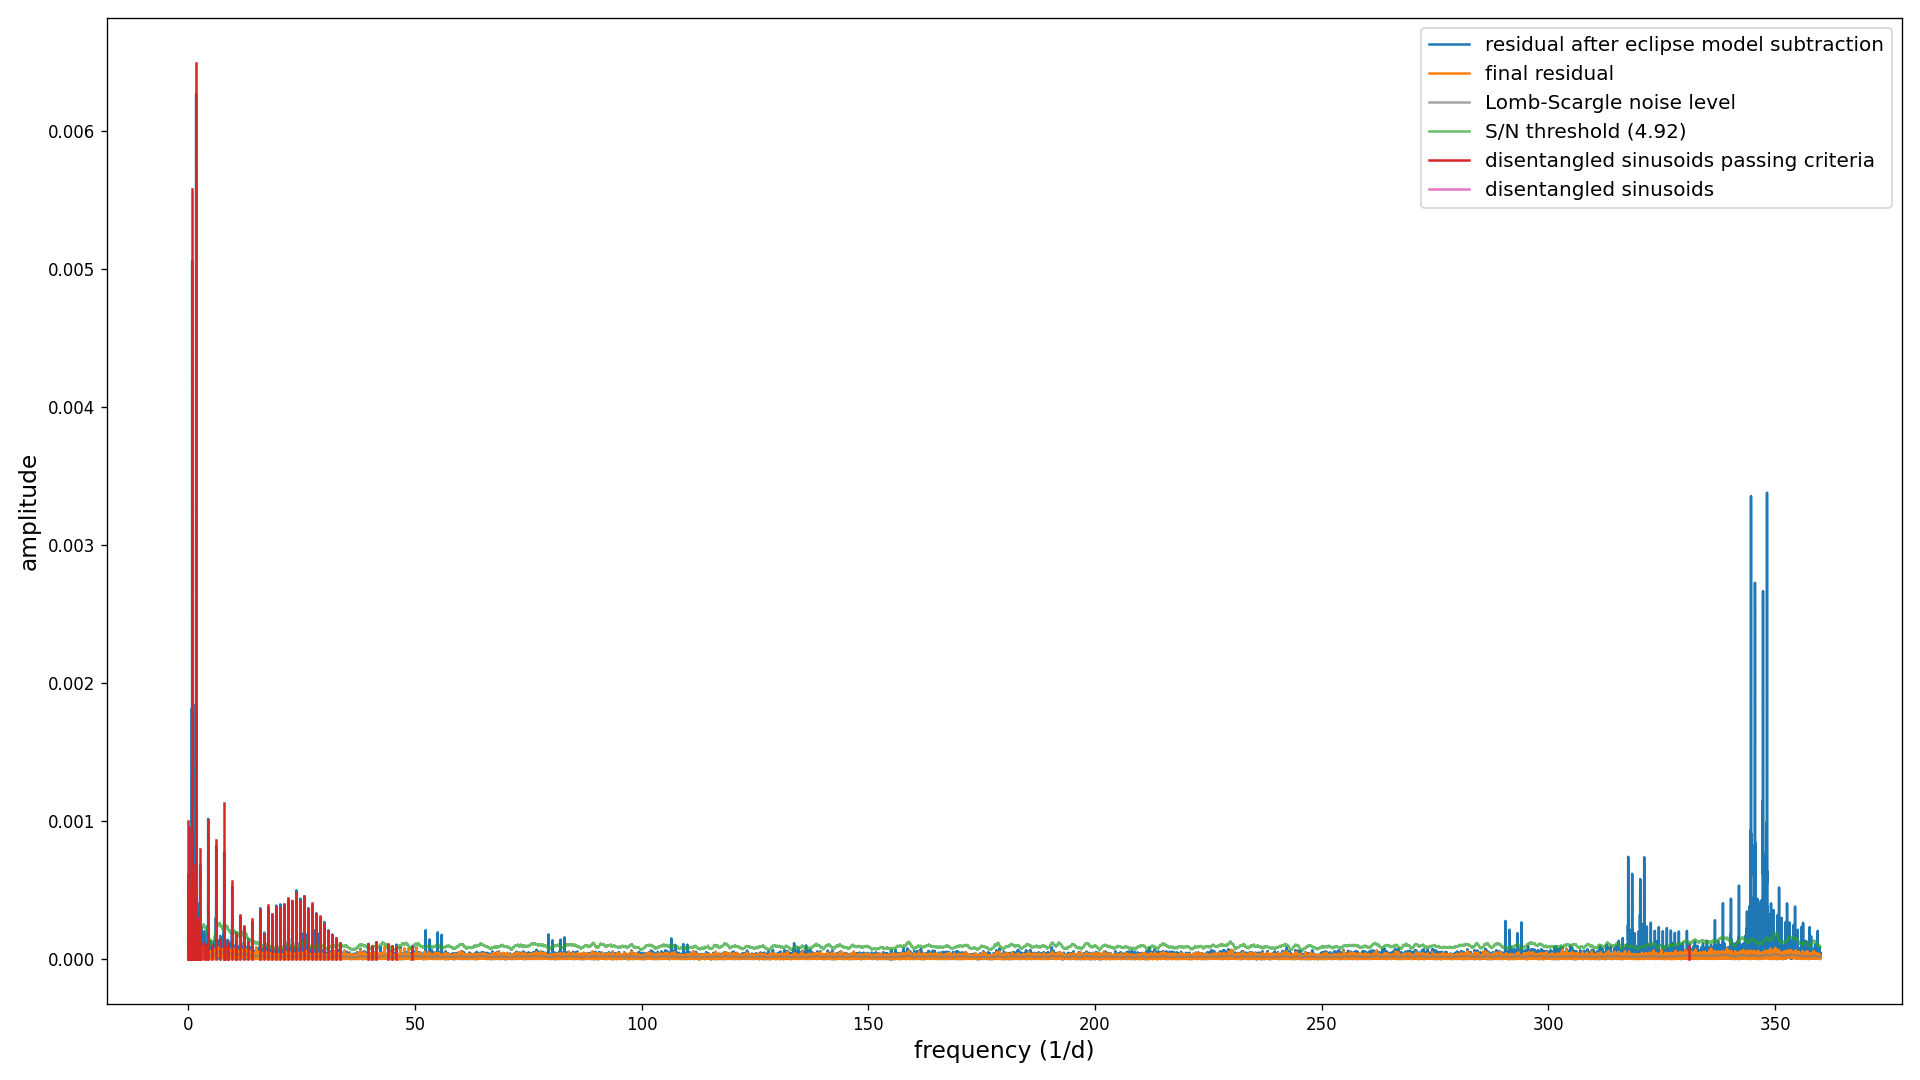 residual after eclipse model subtraction
final residual
Lomb-Scargle noise level
S/N threshold (4.92)
disentangled sinusoids passing criteria
disentangled sinusoids
amplitude
0.006
0.005
0.004
0.003
0.002
0.001
0.000
0 50 100 150 200 250 300 350
frequency (1/d)